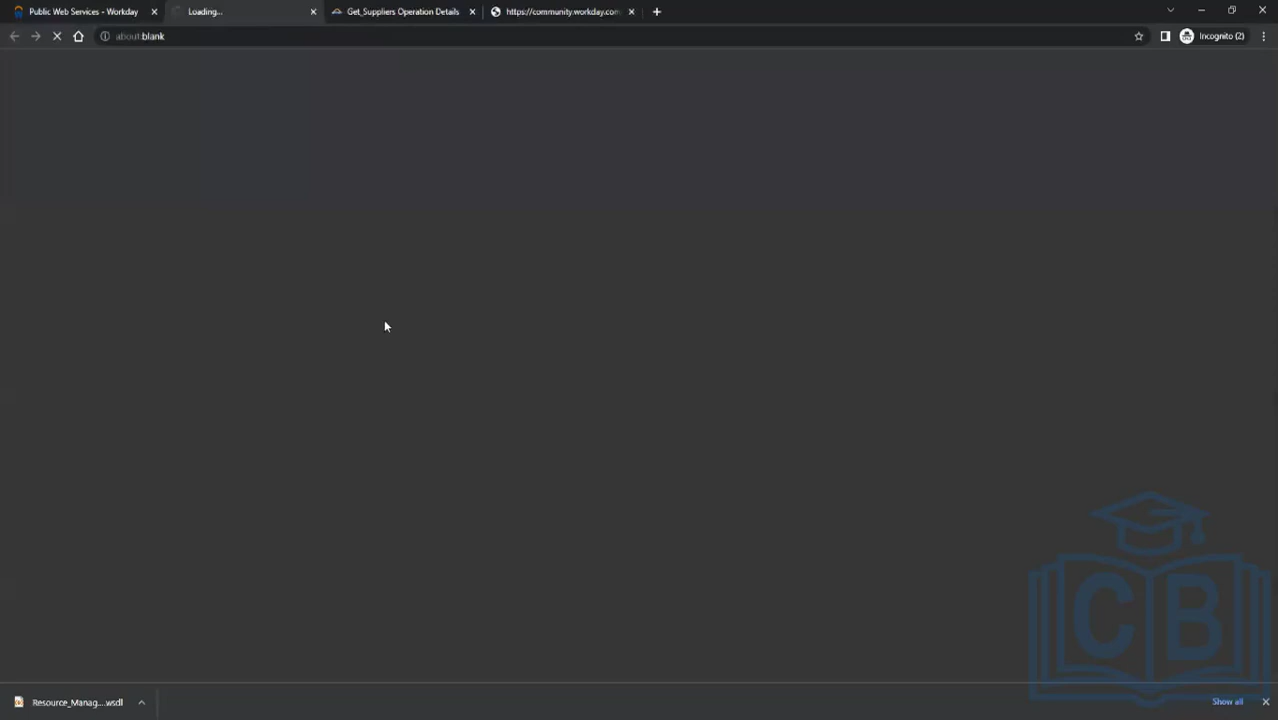 Public Web Services - Workday
Loading...
Get_Suppliers Operation Details
https://community.workday.com
about:blank
Incognito (2)
Resource_Manag....wsdl
Show all
CB